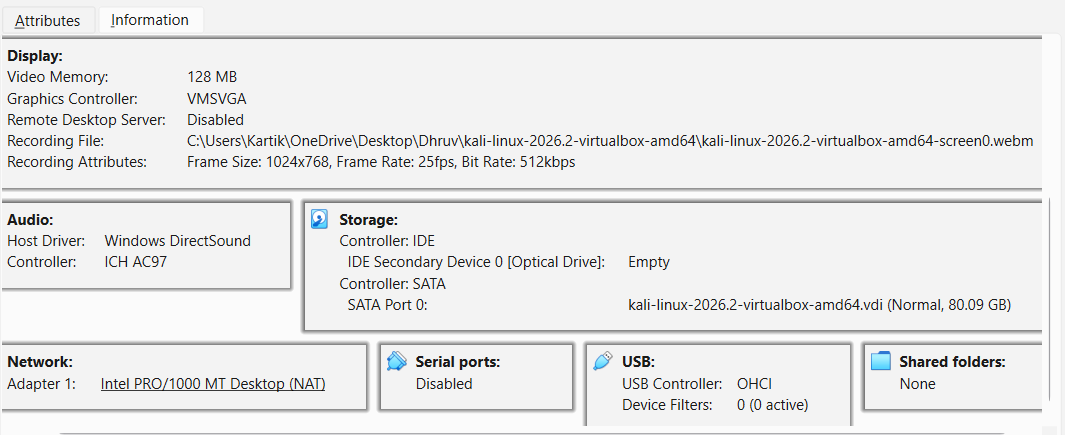 Attributes
Information
Display:
Video Memory: 128 MB
Graphics Controller: VMSVGA
Remote Desktop Server: Disabled
Recording File: C:\Users\Kartik\OneDrive\Desktop\Dhruv\kali-linux-2026.2-virtualbox-amd64\kali-linux-2026.2-virtualbox-amd64-screen0.webm
Recording Attributes: Frame Size: 1024x768, Frame Rate: 25fps, Bit Rate: 512kbps
Audio:
Host Driver: Windows DirectSound
Controller: ICH AC97
Storage:
Controller: IDE
IDE Secondary Device 0 [Optical Drive]: Empty
Controller: SATA
SATA Port 0: kali-linux-2026.2-virtualbox-amd64.vdi (Normal, 80.09 GB)
Network:
Adapter 1: Intel PRO/1000 MT Desktop (NAT)
Serial ports:
Disabled
USB:
USB Controller: OHCI
Device Filters: 0 (0 active)
Shared folders:
None